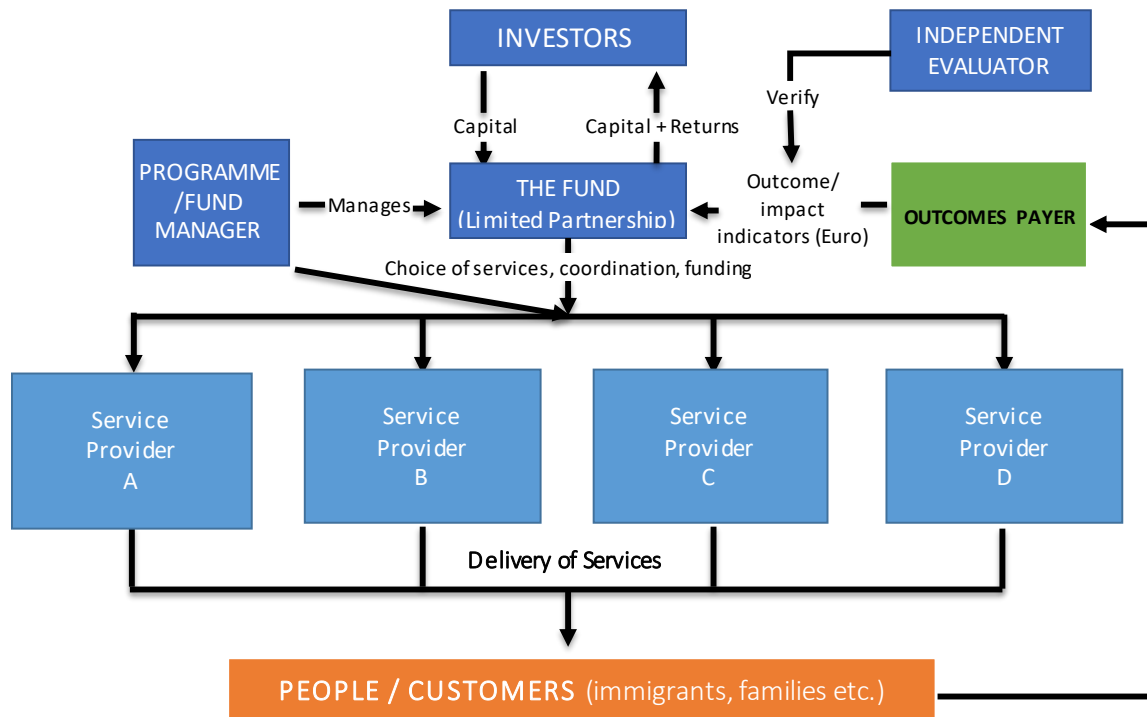 INVESTORS
INDEPENDENT
EVALUATOR
Verify
Capital
Capital + Returns
PROGRAMME
/FUND
MANAGER
Manages
THE FUND
(Limited Partnership)
Outcome/
impact
indicators (Euro)
OUTCOMES PAYER
Choice of services, coordination, funding
Service
Provider
A
Service
Provider
B
Service
Provider
C
Service
Provider
D
Delivery of Services
PEOPLE / CUSTOMERS (immigrants, families etc.)